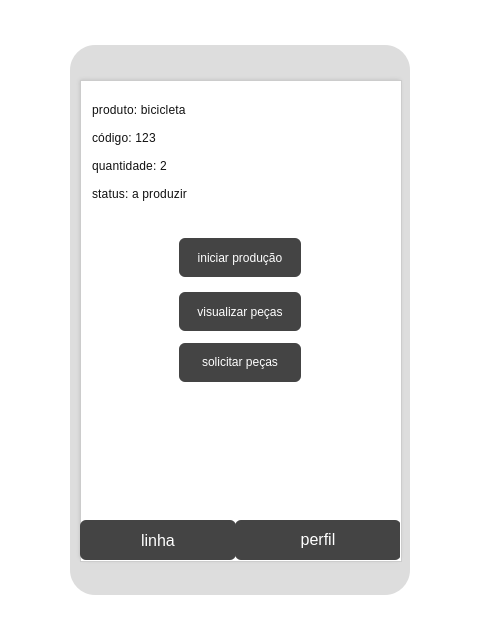 produto: bicicleta
código: 123
quantidade: 2
status: a produzir
iniciar produção
visualizar peças
solicitar peças
linha
perfil